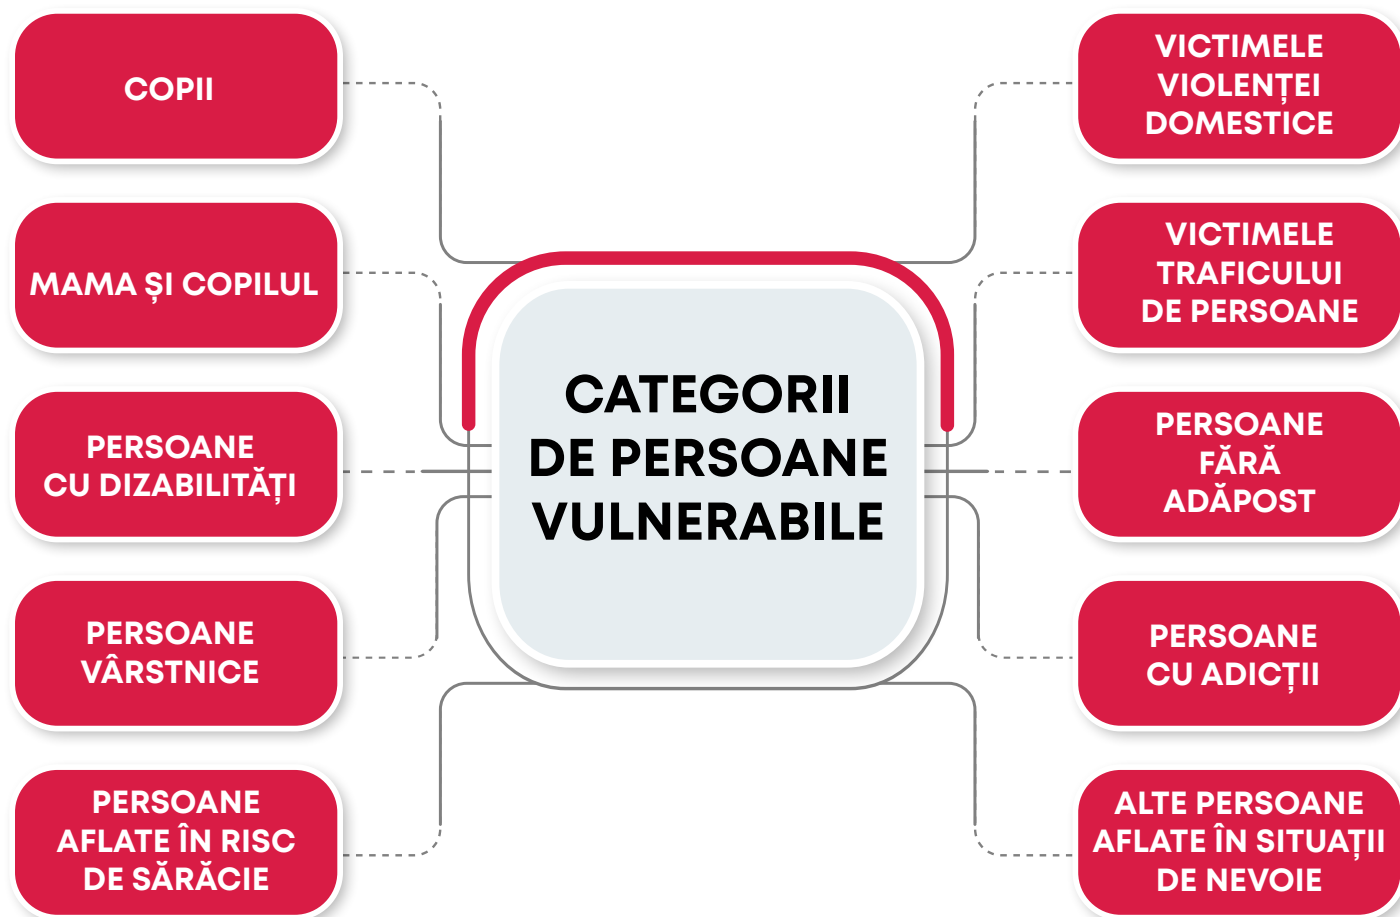 COPII
MAMA ȘI COPILUL
PERSOANE
CU DIZABILITĂȚI
PERSOANE
VÂRSTNICE
PERSOANE
AFLATE ÎN RISC
DE SĂRĂCIE
CATEGORII
DE PERSOANE
VULNERABILE
VICTIMELE
VIOLENȚEI
DOMESTICE
VICTIMELE
TRAFICULUI
DE PERSOANE
PERSOANE
FĂRĂ
ADĂPOST
PERSOANE
CU ADICȚII
ALTE PERSOANE
AFLATE ÎN SITUAȚII
DE NEVOIE